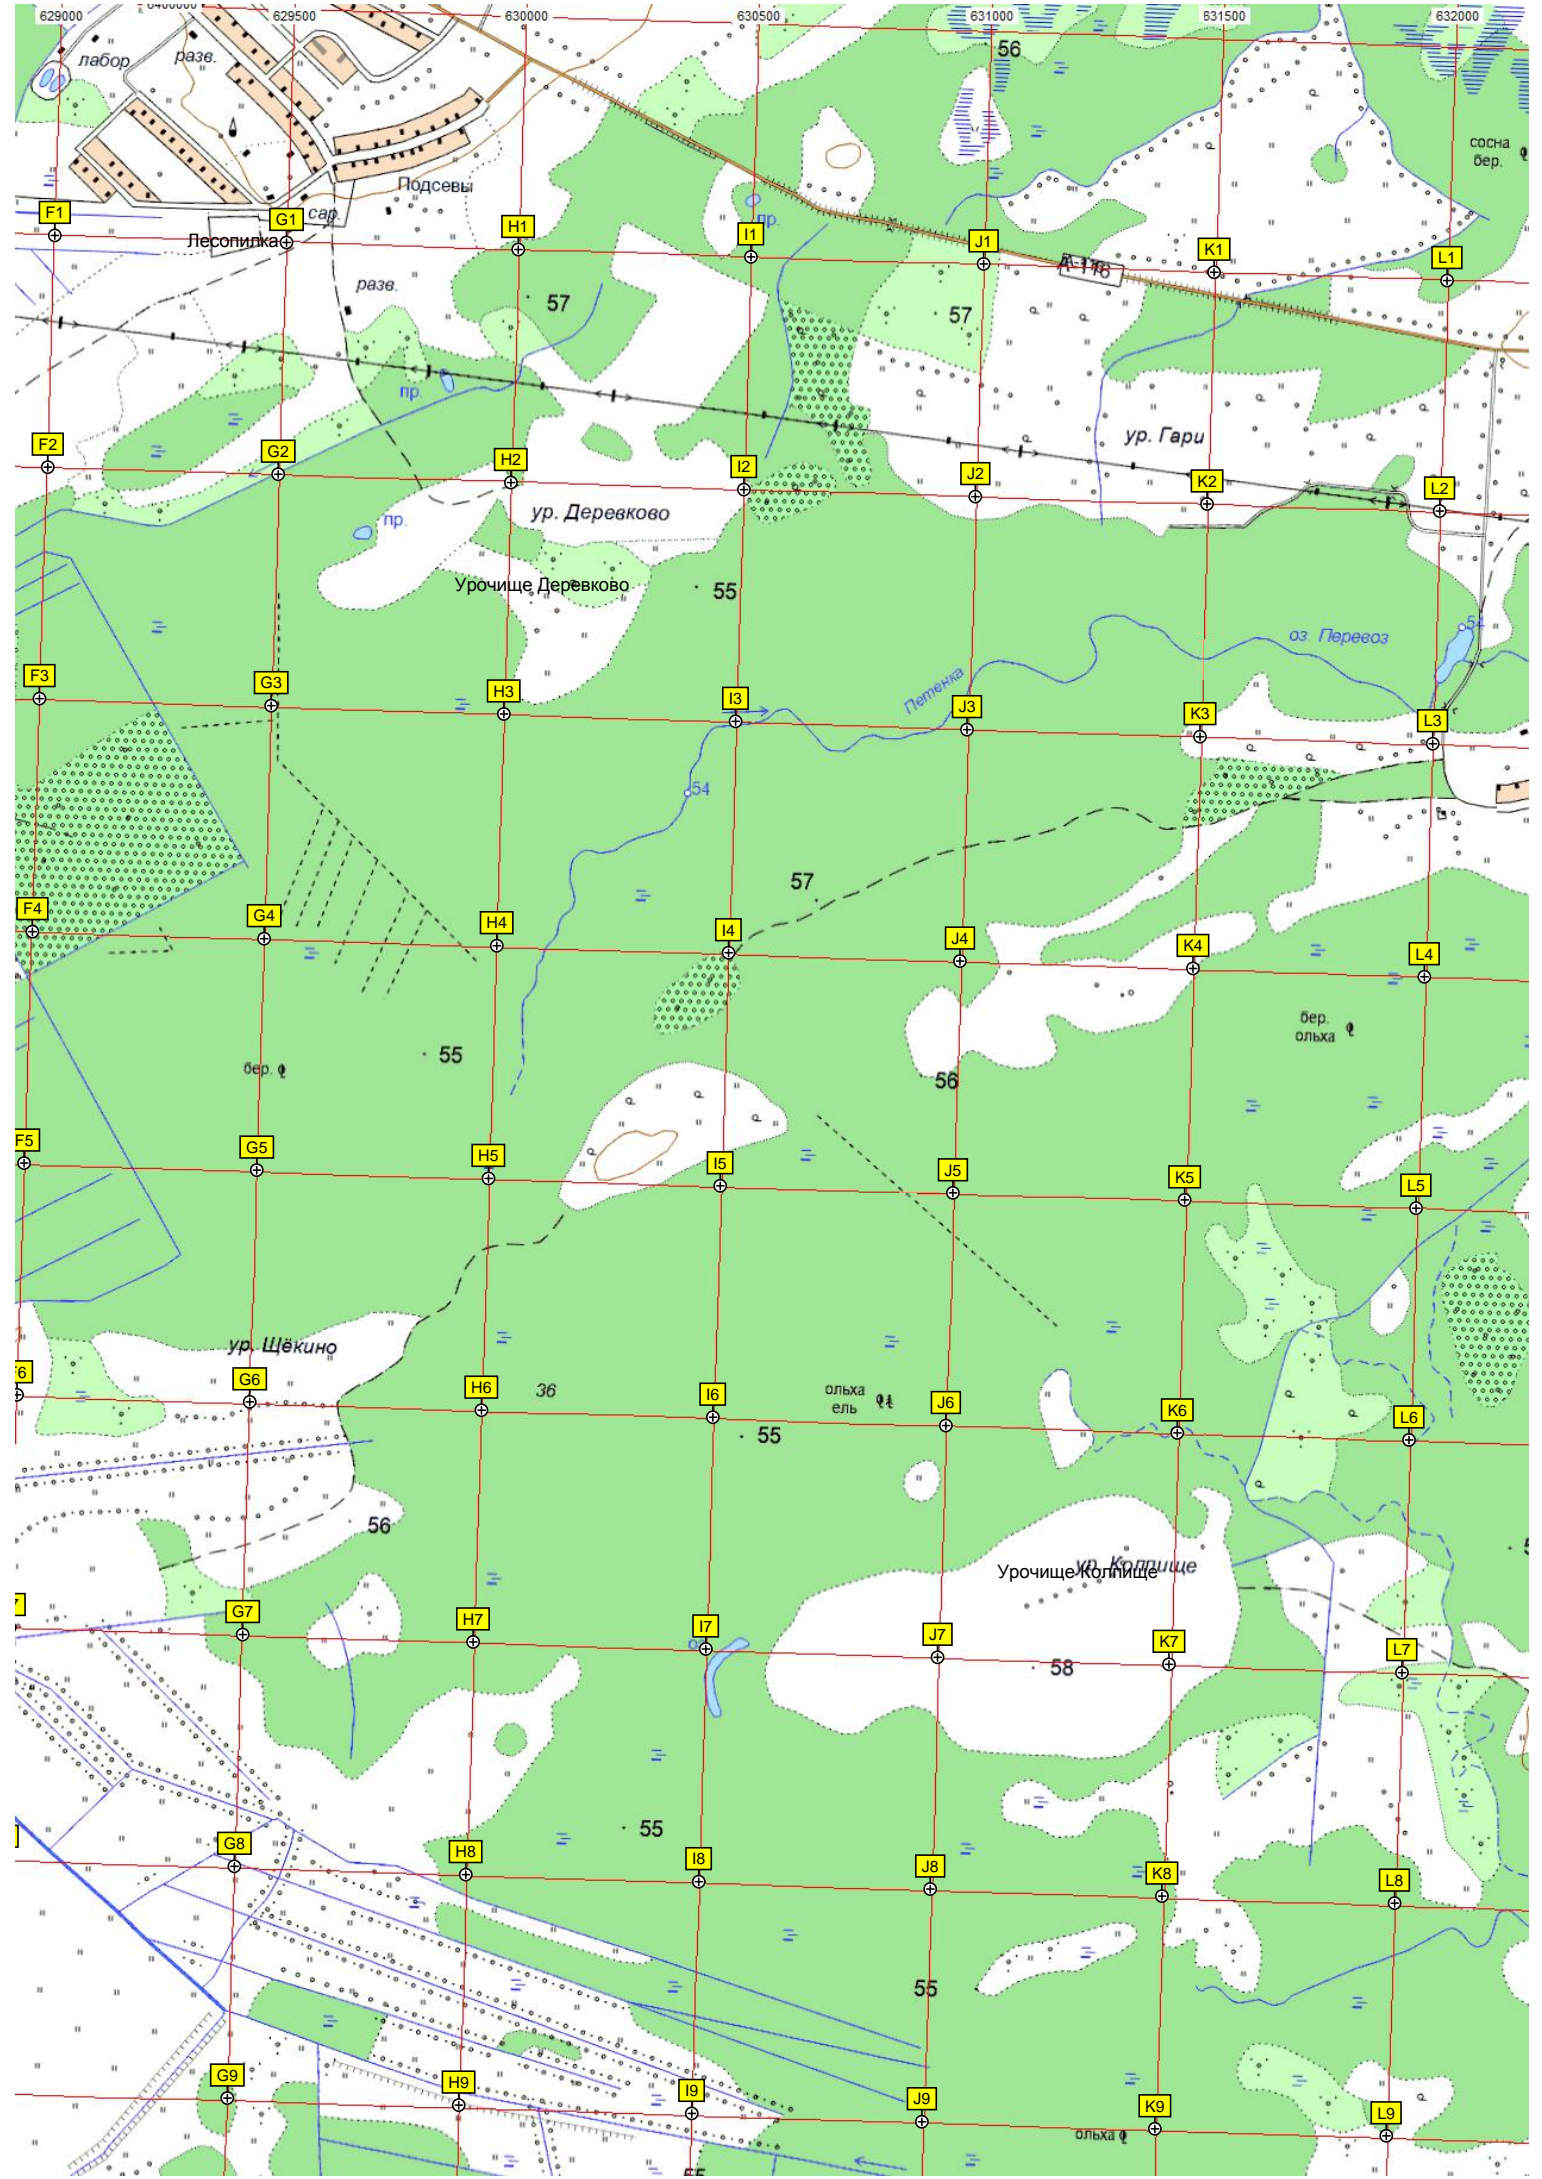 629000 629500 630000 630500 631000 631500 632000
лабор
разв.
56
сосна
бер.
Подсевы
сар.
пр.
F1 G1 H1 I1 J1 K1 L1
Лесопилка
А-116
разв.
57
57
пр.
ур. Гари
F2 G2 H2 I2 J2 K2 L2
пр.
ур. Деревково
Урочище Деревково
55
54
оз. Перевоз
Петенка
F3 G3 H3 I3 J3 K3 L3
54
57
F4 G4 H4 I4 J4 K4 L4
бер.
ольха
55
бер.
56
F5 G5 H5 I5 J5 K5 L5
ур. Щёкино
G6 H6 I6 J6 K6 L6
36
ольха
ель
55
56
ур. Колпище
Урочище Колпище
G7 H7 I7 J7 K7 L7
58
55
G8 H8 I8 J8 K8 L8
55
G9 H9 I9 J9 K9 L9
ольха